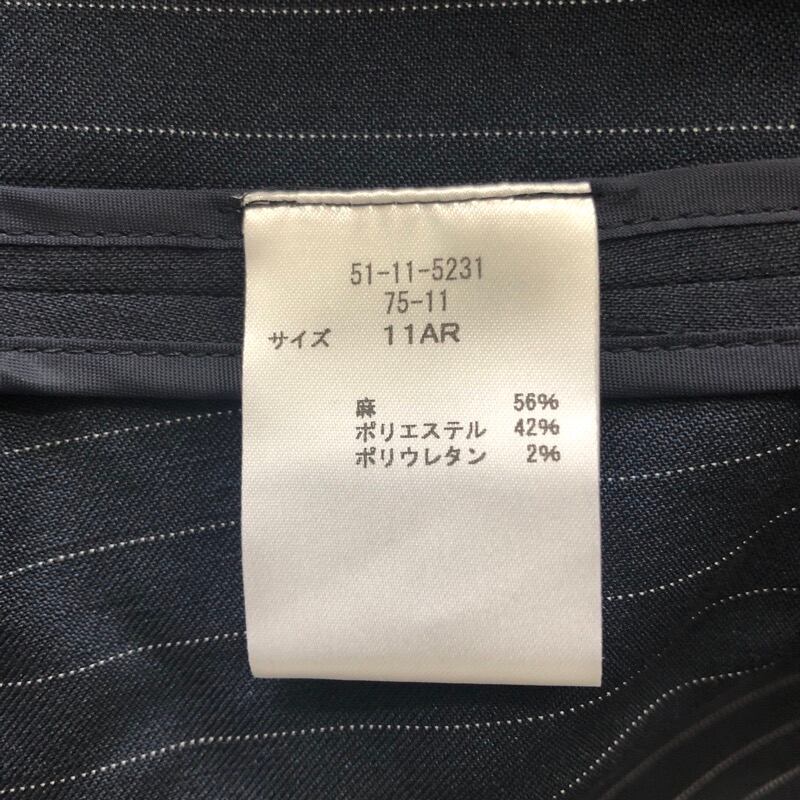 51-11-5231
75-11
サイズ 11AR
麻 56%
ポリエステル 42%
ポリウレタン 2%